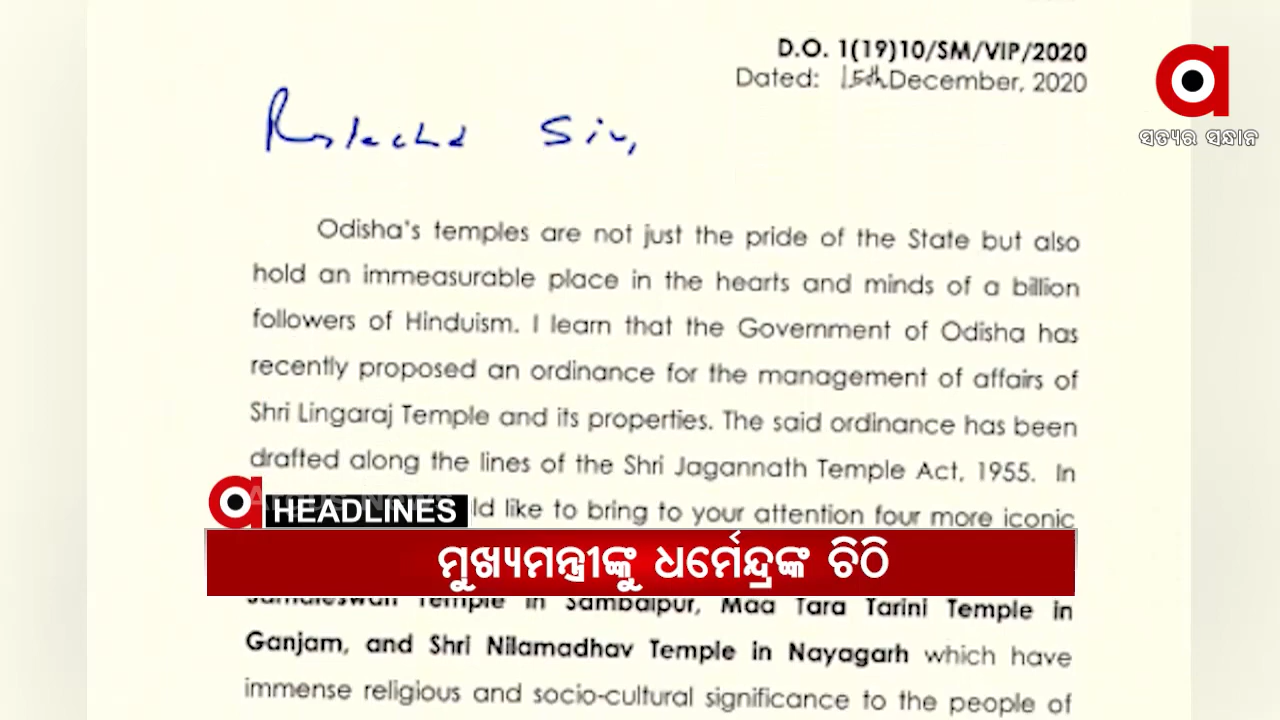 D.O. 1(19)10/SM/VIP/2020
Dated: 15th December, 2020
ସତ୍ୟର ସନ୍ଧାନ
Sir,
Odisha's temples are not just the pride of the State but also
hold an immeasurable place in the hearts and minds of a billion
followers of Hinduism. I learn that the Government of Odisha has
recently proposed an ordinance for the management of affairs of
Shri Lingaraj Temple and its properties. The said ordinance has been
drafted along the lines of the Shri Jagannath Temple Act, 1955. In
like to bring to your attention four more iconic
HEADLINES
ମୁଖ୍ୟମନ୍ତ୍ରୀଙ୍କୁ ଧର୍ମେନ୍ଦ୍ରଙ୍କ ଚିଠି
Temple in Sambalpur, Maa Tara Tarini Temple in
Ganjam, and Shri Nilamadhav Temple in Nayagarh which have
immense religious and socio-cultural significance to the people of